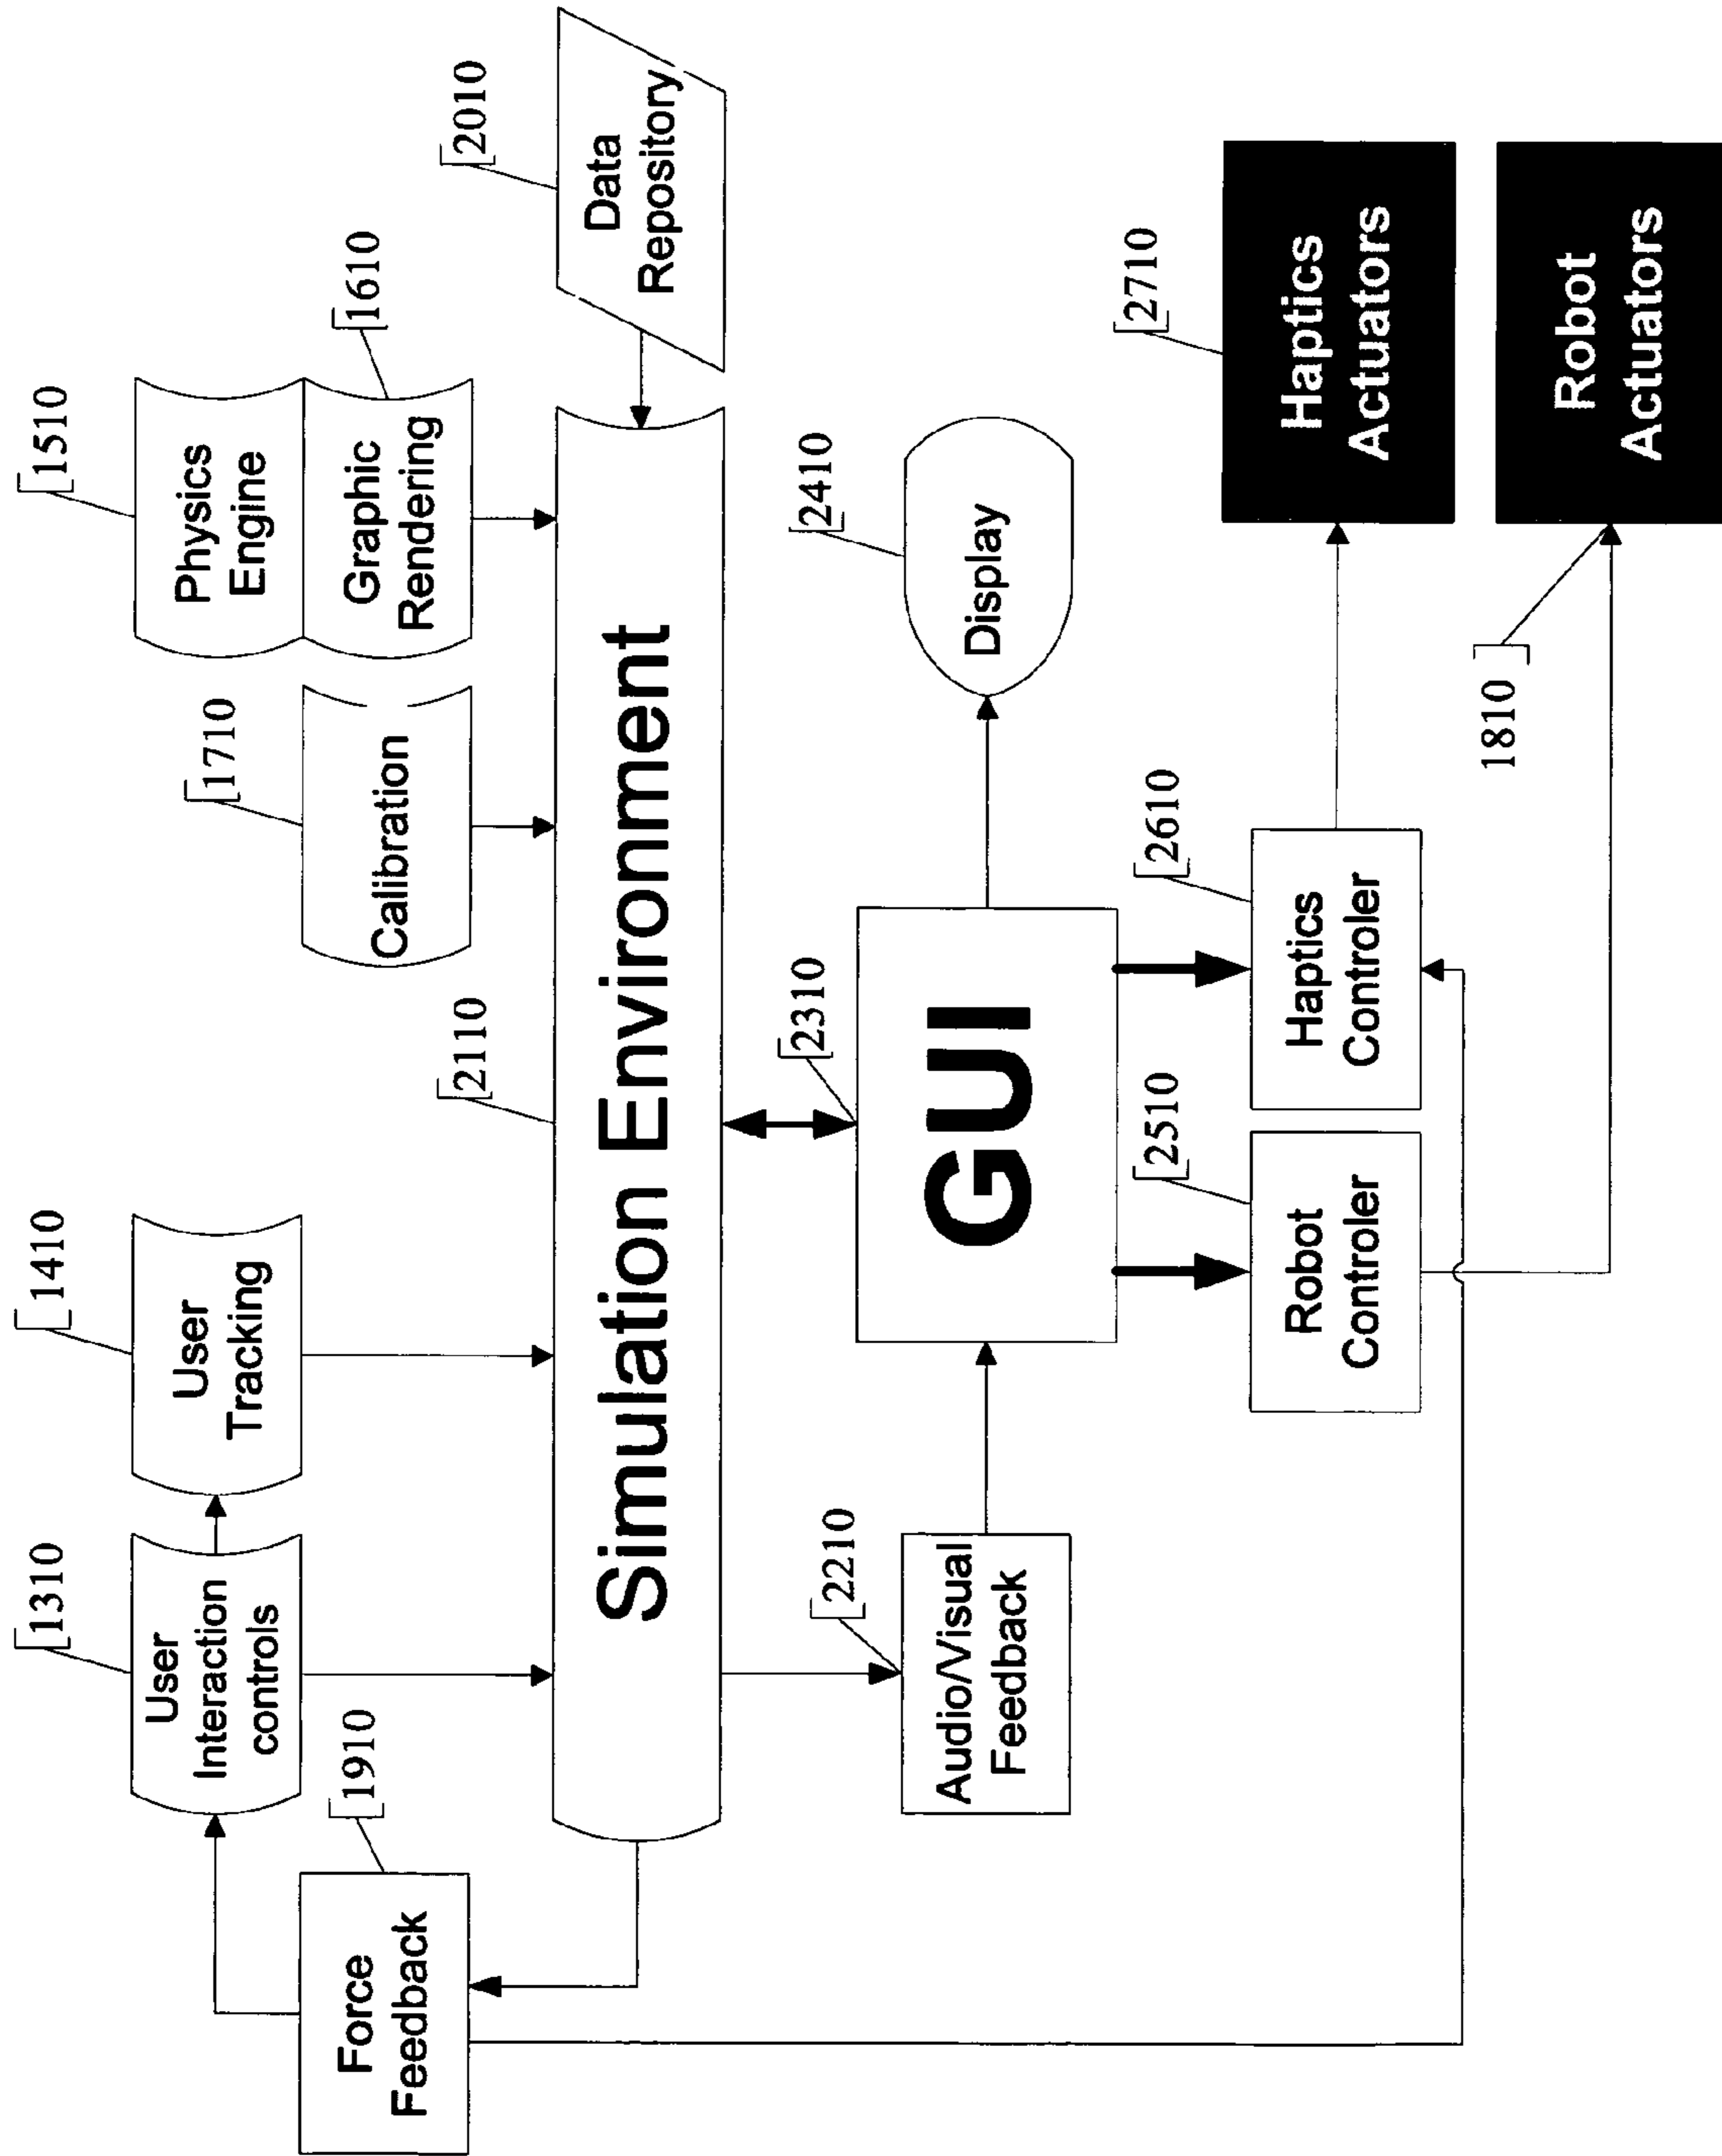 1310
User
Interaction
controls
1410
User
Tracking
1510
Physics
Engine
1910
Force
Feedback
1710
Calibration
1610
Graphic
Rendering
2110
Simulation Environment
2010
Data
Repository
2210
Audio/Visual
Feedback
2310
GUI
2410
Display
2510
Robot
Controler
2610
Haptics
Controler
2710
Haptics
Actuators
1810
Robot
Actuators